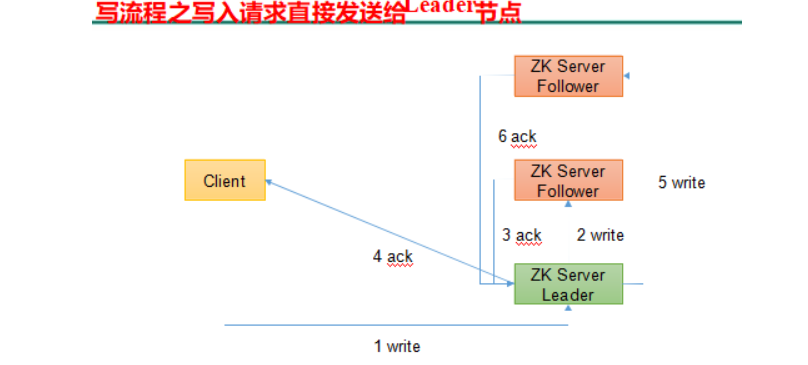 写流程之写入请求直接发送给Leader节点
ZK Server
Follower
6 ack
ZK Server
Follower
Client
5 write
3 ack
2 write
4 ack
ZK Server
Leader
1 write